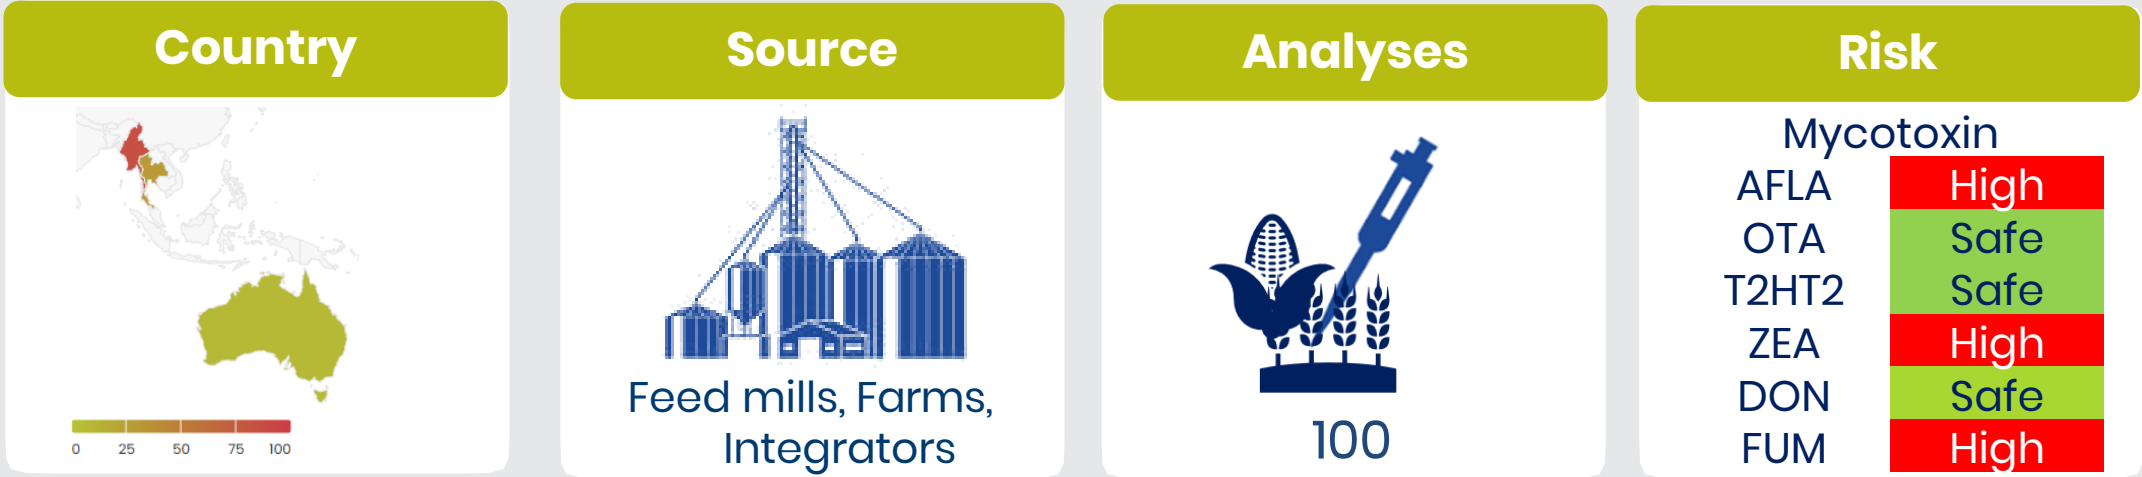 Country
0 25 50 75 100
Source
Feed mills, Farms,
Integrators
Analyses
100
Risk
Mycotoxin
AFLA High
OTA Safe
T2HT2 Safe
ZEA High
DON Safe
FUM High